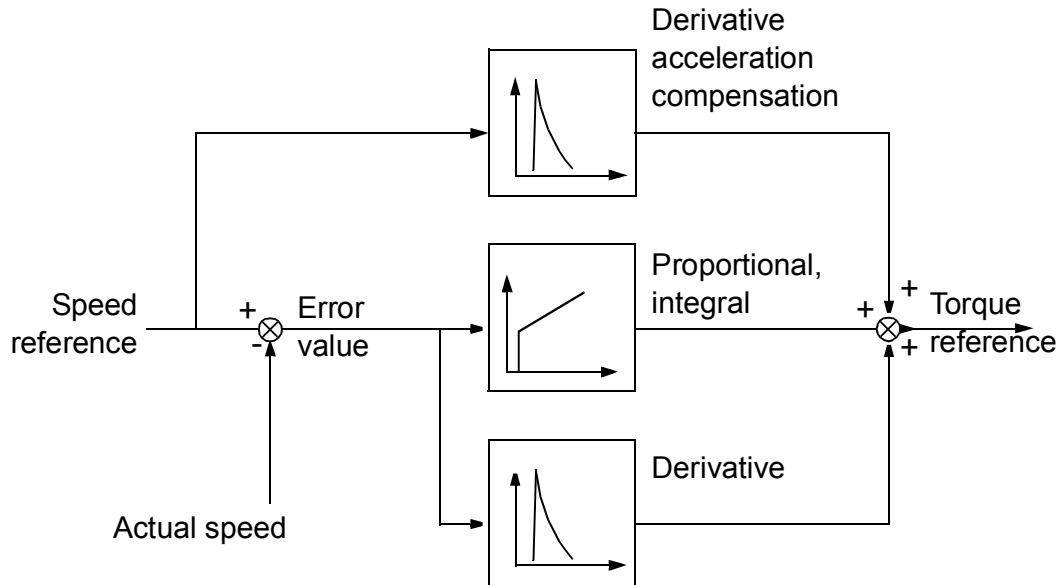 Derivative
acceleration
compensation
Speed
reference
+
-
Error
value
Proportional,
integral
+
+
+
Torque
reference
Actual speed
Derivative